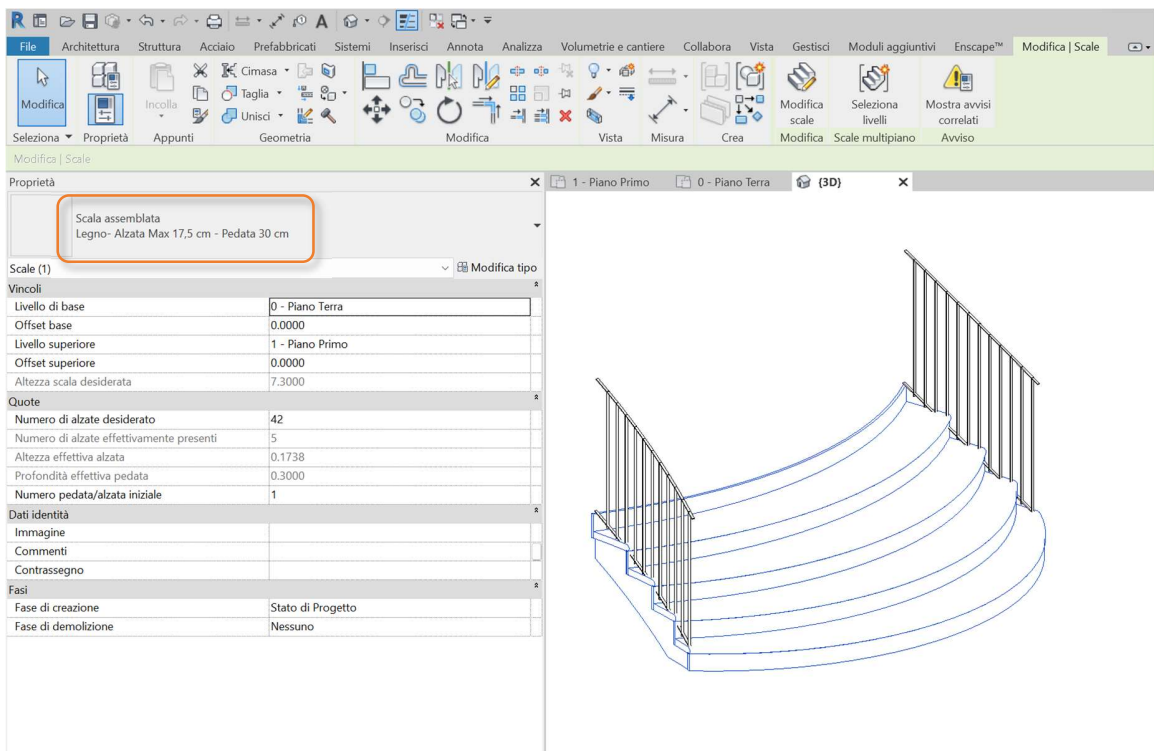 File Architettura Struttura Acciaio Prefabbricati Sistemi Inserisci Annota Analizza Volumetrie e cantiere Collabora Vista Gestisci Moduli aggiuntivi Enscape™ Modifica | Scale
Modifica
Incolla
Cimasa
Taglia
Unisci
Modifica scale
Seleziona livelli
Mostra avvisi correlati
Seleziona Proprietà Appunti Geometria Modifica Vista Misura Crea Modifica Scale multipiano Avviso
Modifica | Scale
Proprietà
1 - Piano Primo 0 - Piano Terra {3D}
Scala assemblata
Legno- Alzata Max 17,5 cm - Pedata 30 cm
Scale (1) Modifica tipo
Vincoli
Livello di base 0 - Piano Terra
Offset base 0.0000
Livello superiore 1 - Piano Primo
Offset superiore 0.0000
Altezza scala desiderata 7.3000
Quote
Numero di alzate desiderato 42
Numero di alzate effettivamente presenti 5
Altezza effettiva alzata 0.1738
Profondità effettiva pedata 0.3000
Numero pedata/alzata iniziale 1
Dati identità
Immagine
Commenti
Contrassegno
Fasi
Fase di creazione Stato di Progetto
Fase di demolizione Nessuno